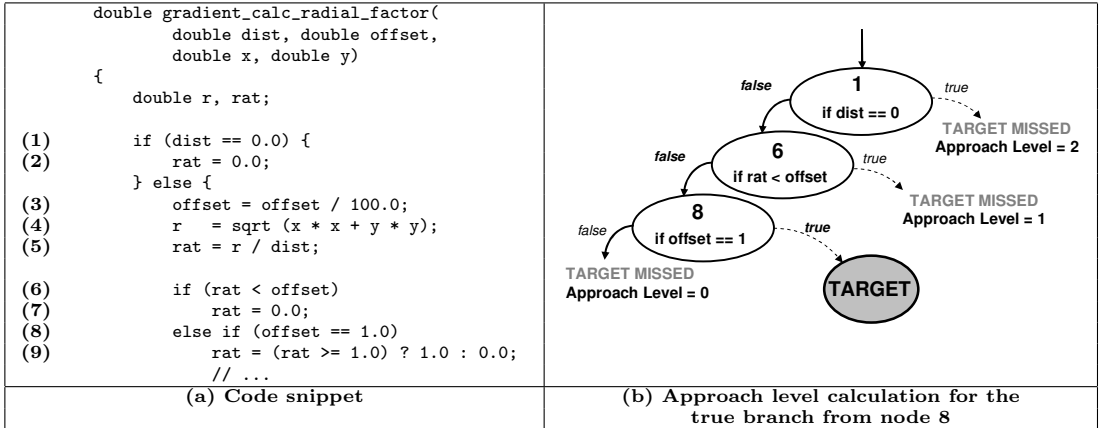 double gradient_calc_radial_factor(
double dist, double offset,
double x, double y)
{
double r, rat;
(1) if (dist == 0.0) {
(2) rat = 0.0;
} else {
(3) offset = offset / 100.0;
(4) r = sqrt (x * x + y * y);
(5) rat = r / dist;
(6) if (rat < offset)
(7) rat = 0.0;
(8) else if (offset == 1.0)
(9) rat = (rat >= 1.0) ? 1.0 : 0.0;
// ...
(a) Code snippet
1
if dist == 0
false
true
TARGET MISSED
Approach Level = 2
6
if rat < offset
false
true
TARGET MISSED
Approach Level = 1
8
if offset == 1
false
true
TARGET MISSED
Approach Level = 0
TARGET
(b) Approach level calculation for the
true branch from node 8